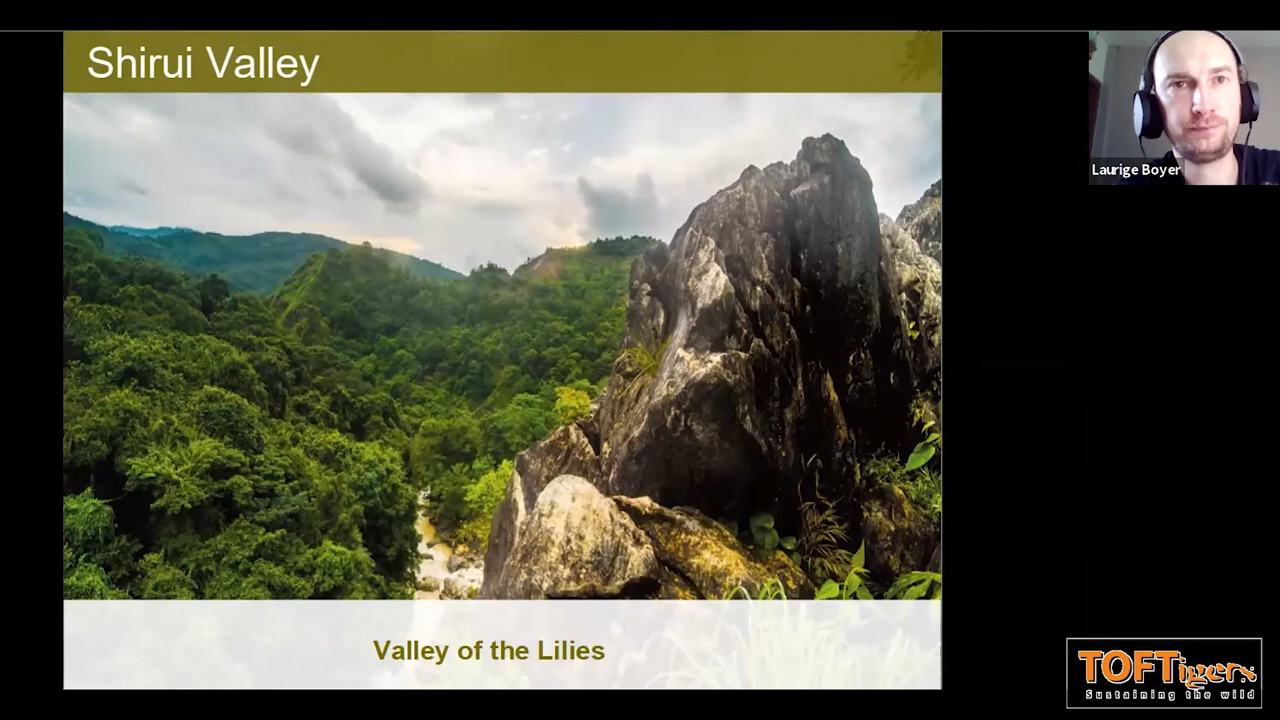 Shirui Valley
Laurige Boyer
Valley of the Lilies
TOFTigers
Sustaining the wild